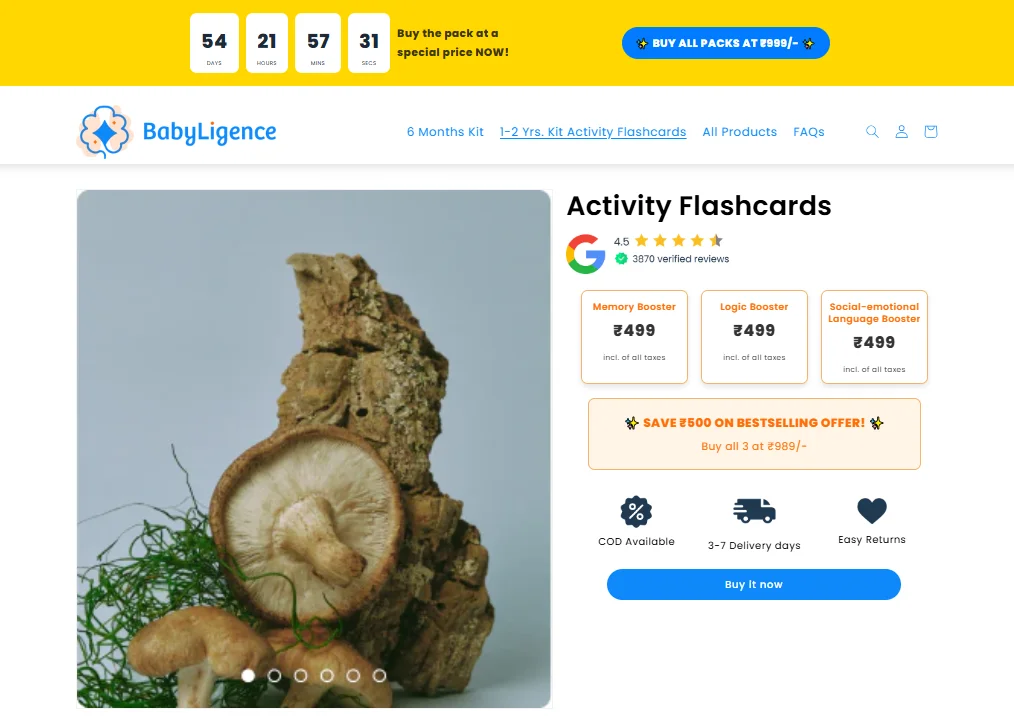 54 21 57 31
DAYS HOURS MINS SECS
Buy the pack at a
special price NOW!
BUY ALL PACKS AT ₹999/-
BabyLigence
6 Months Kit 1-2 Yrs. Kit Activity Flashcards All Products FAQs
Activity Flashcards
4.5
3870 verified reviews
Memory Booster
₹499
incl. of all taxes
Logic Booster
₹499
incl. of all taxes
Social-emotional
Language Booster
₹499
incl. of all taxes
SAVE ₹500 ON BESTSELLING OFFER!
Buy all 3 at ₹989/-
COD Available
3-7 Delivery days
Easy Returns
Buy it now